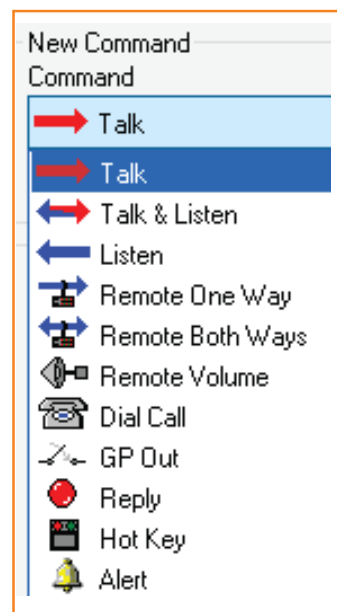 New Command
Command
Talk
Talk
Talk & Listen
Listen
Remote One Way
Remote Both Ways
Remote Volume
Dial Call
GP Out
Reply
Hot Key
Alert